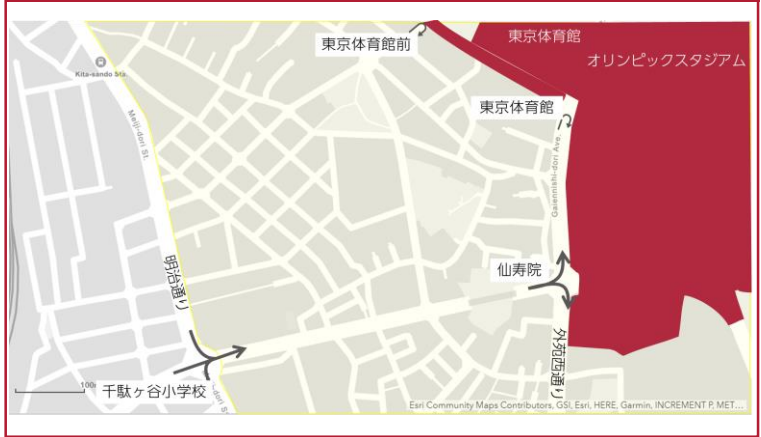 東京体育館前
東京体育館
オリンピックスタジアム
Kita-sando Sta.
Meiji-dori St.
東京体育館
Gaiennishi-dori Ave.
仙寿院
明治通り
外苑西通り
100
千駄ヶ谷小学校
-dori St
Esri Community Maps Contributors, GSI, Esri, HERE, Garmin, INCREMENT P, MET...